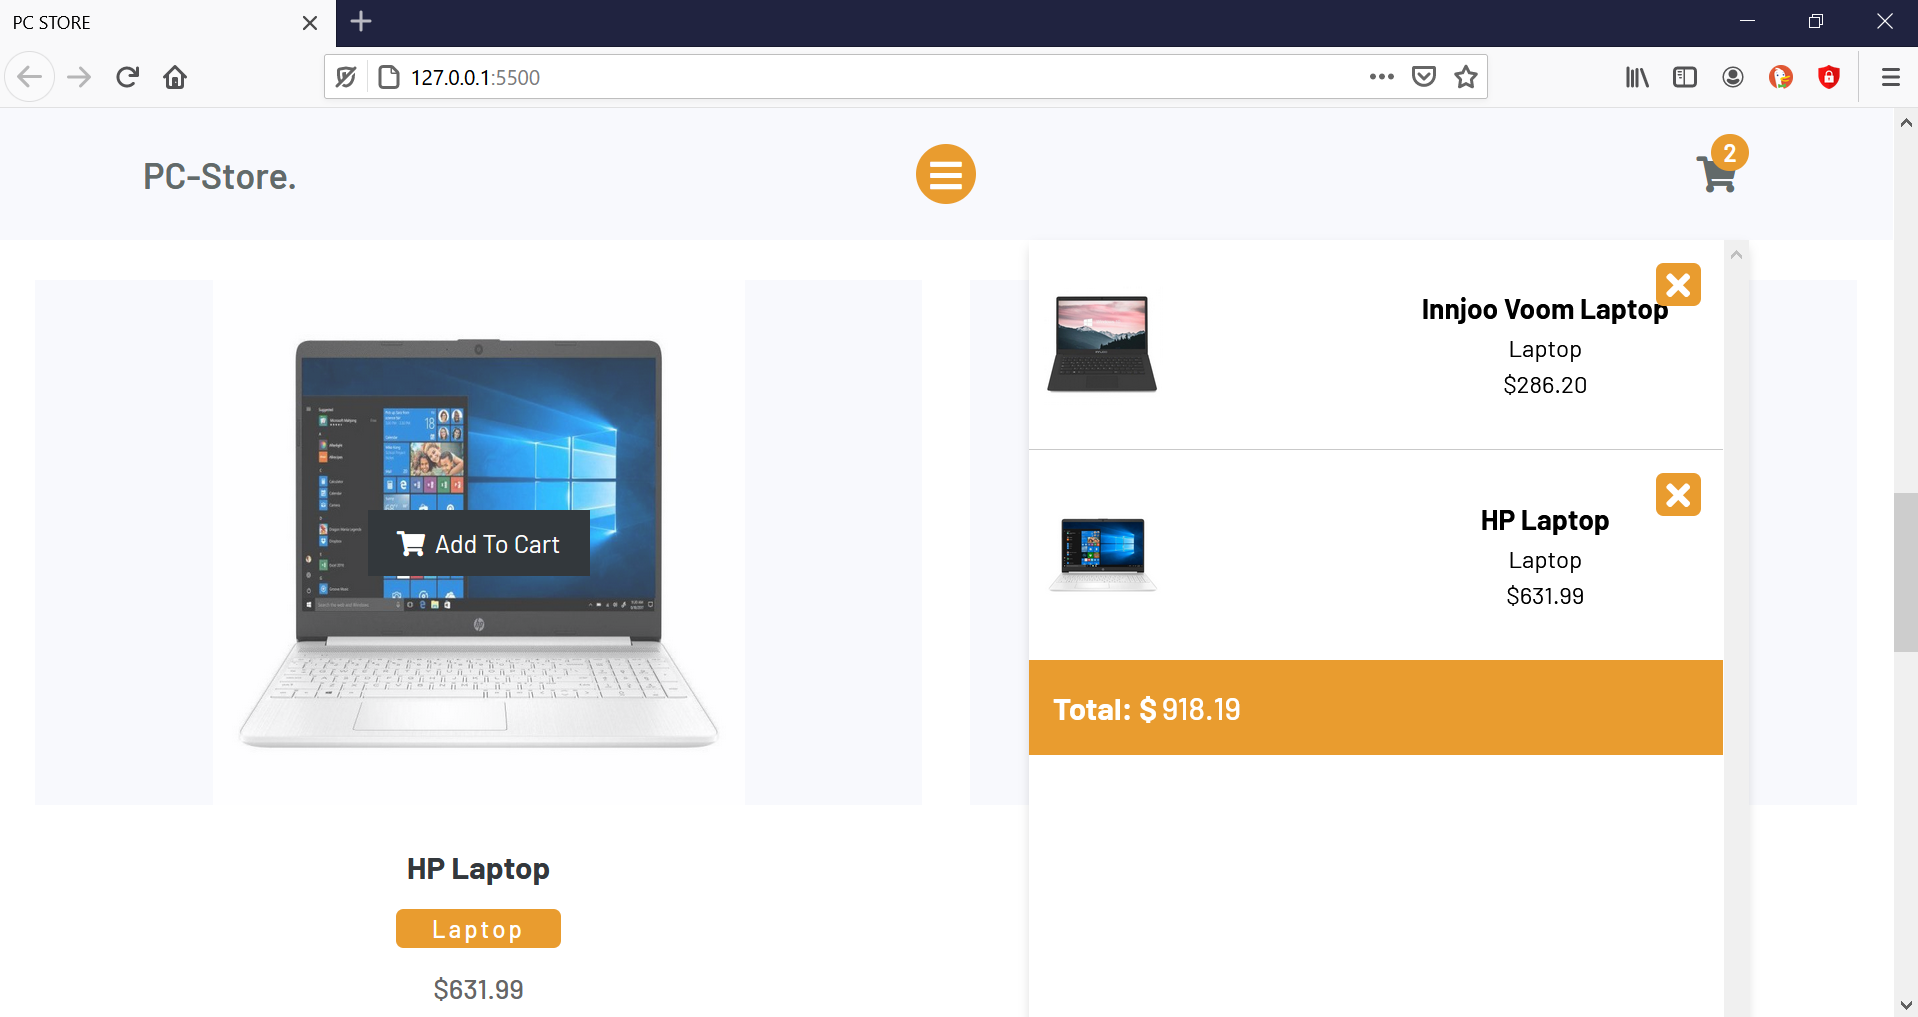 PC STORE
127.0.0.1:5500
PC-Store.
2
Add To Cart
HP Laptop
Laptop
$631.99
Innjoo Voom Laptop
Laptop
$286.20
HP Laptop
Laptop
$631.99
Total: $ 918.19